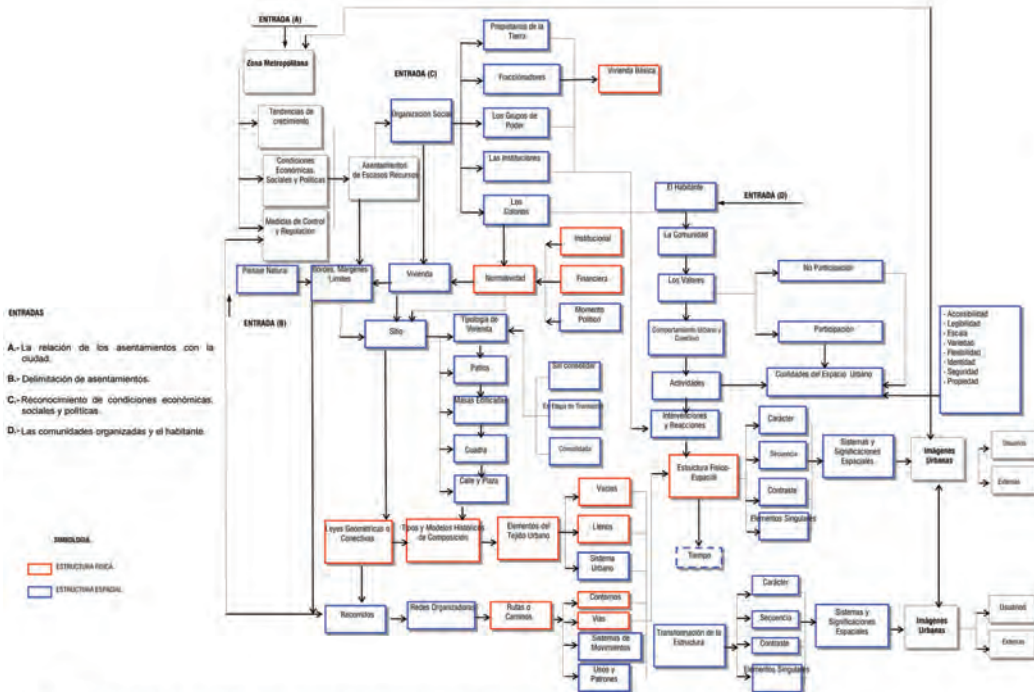 ENTRADA (A)
Zona Metropolitana
Tendencias de
crecimiento
Condiciones
Económicas,
Sociales y Políticas
Medidas de Control
y Regulación
Asentamientos
de Escasos Recursos
ENTRADA (C)
Organización Social
Propietarios de la
Tierra
Fraccionadores
Vivienda Básica
Los Grupos de
Poder
Las Instituciones
Los
Colonos
El Habitante
ENTRADA (D)
La Comunidad
Los Valores
No Participación
Participación
Comportamiento Urbano y
Colectivo
Actividades
Cualidades del Espacio Urbano
Intervenciones
y Reacciones
- Accesibilidad
- Legibilidad
- Escala
- Variedad
- Flexibilidad
- Identidad
- Seguridad
- Propiedad
Paisaje Natural
Bordes, Márgenes
Límites
Vivienda
Normatividad
Institucional
Financiera
Momento
Político
ENTRADA (B)
Sitio
Tipología de
Vivienda
Patios
Masas Edificadas
Cuadra
Calle y Plaza
Sin consolidar
En Etapa de Transición
Consolidada
ENTRADAS
A.- La relación de los asentamientos con la
ciudad.
B.- Delimitación de asentamientos.
C.- Reconocimiento de condiciones económicas,
sociales y políticas.
D.- Las comunidades organizadas y el habitante.
SIMBOLOGÍA
ESTRUCTURA FÍSICA
ESTRUCTURA ESPACIAL
Leyes Geométricas o
Conectivas
Tipos y Modelos Históricos
de Composición
Elementos del
Tejido Urbano
Vacíos
Llenos
Sistema
Urbano
Estructura Físico-
Espacial
Tiempo
Carácter
Secuencia
Contraste
Elementos Singulares
Sistemas y
Significaciones
Espaciales
Imágenes
Urbanas
Usuarios
Externos
Recorridos
Redes Organizadoras
Rutas o
Caminos
Contornos
Vías
Sistemas de
Movimientos
Usos y
Patrones
Transformación de la
Estructura
Carácter
Secuencia
Contraste
Elementos Singulares
Sistemas y
Significaciones
Espaciales
Imágenes
Urbanas
Usuarios
Externos